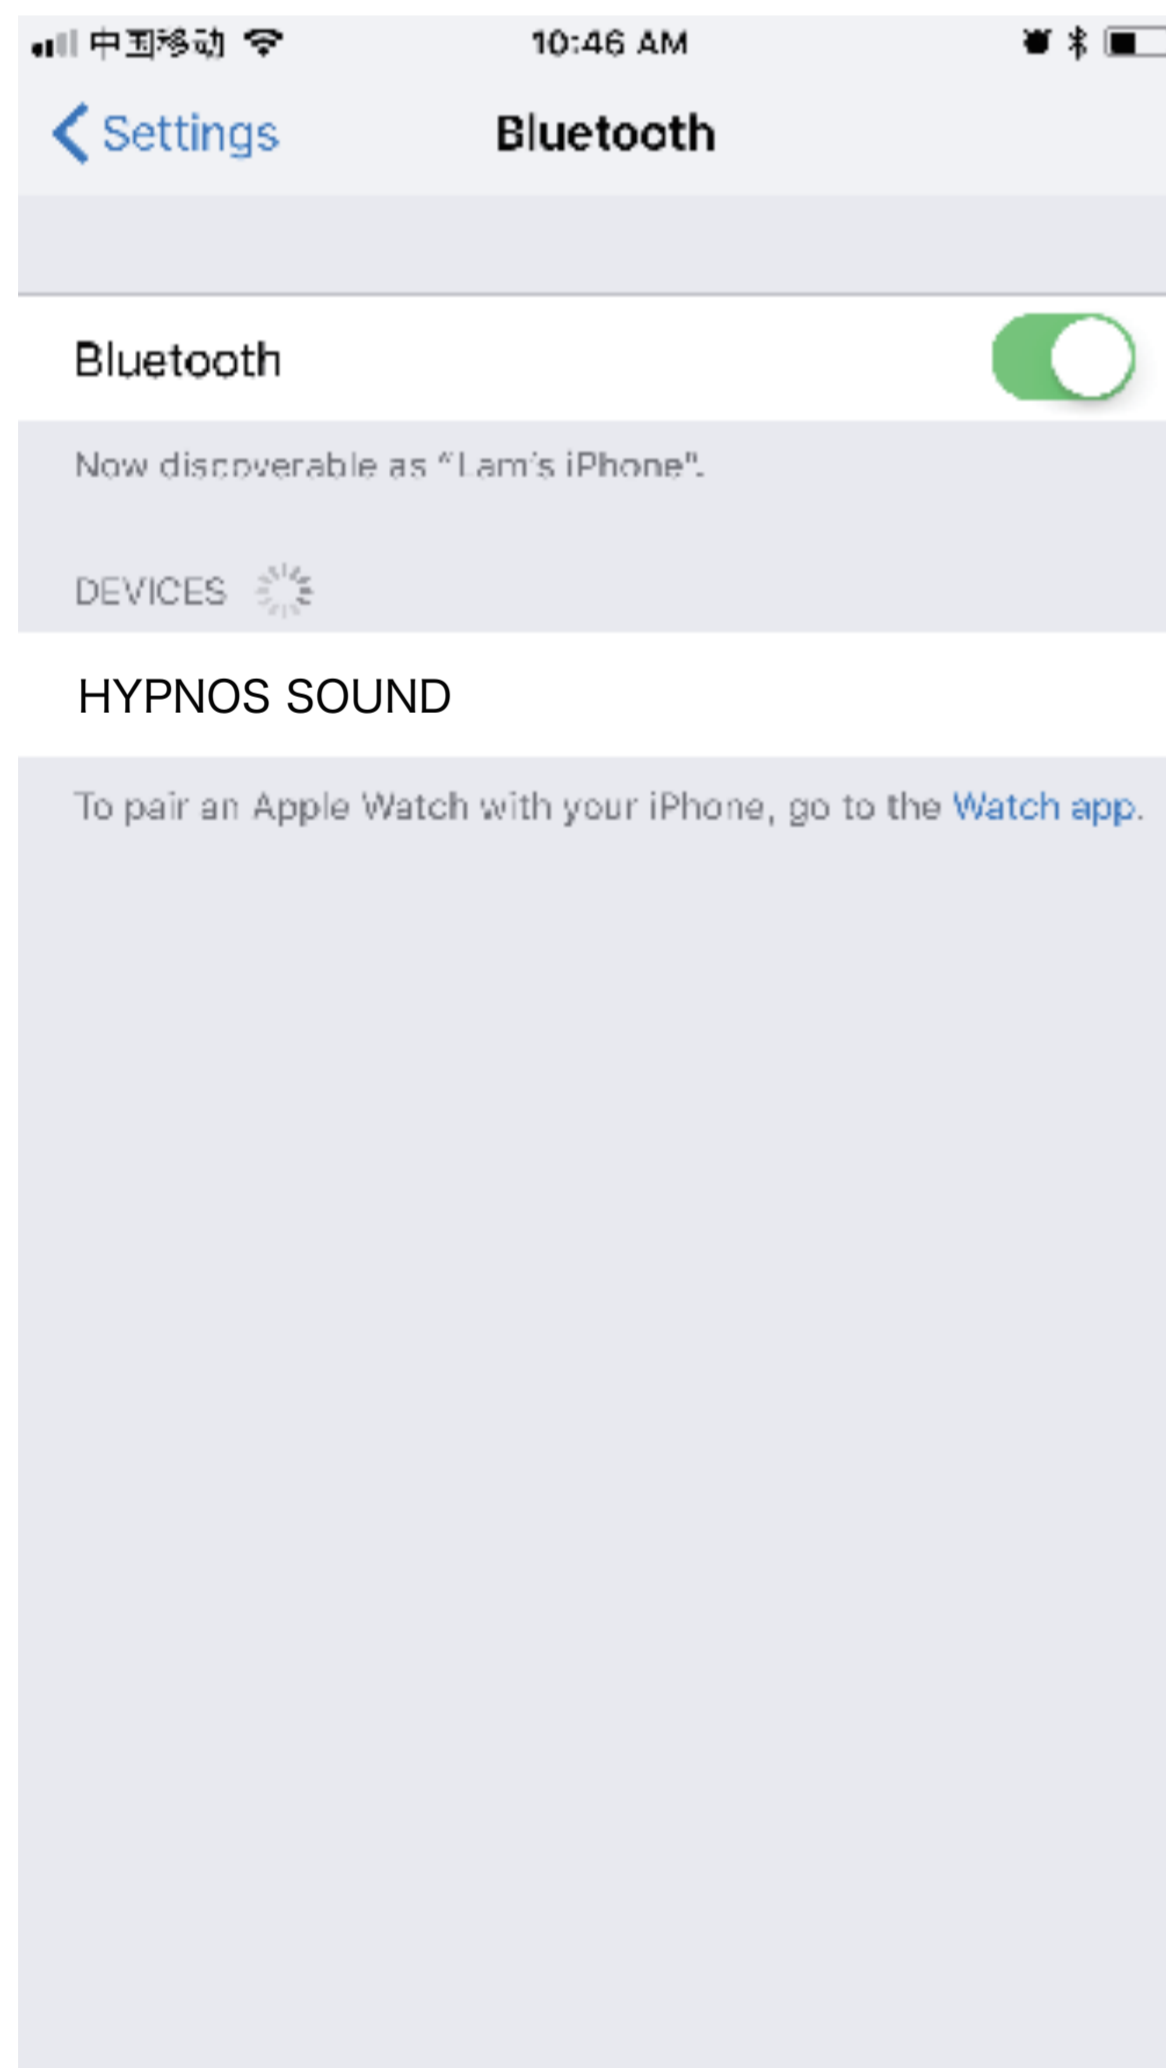 中国移动 10:46 AM
Settings Bluetooth
Bluetooth
Now discoverable as “Lam’s iPhone”.
DEVICES
HYPNOS SOUND
To pair an Apple Watch with your iPhone, go to the Watch app.